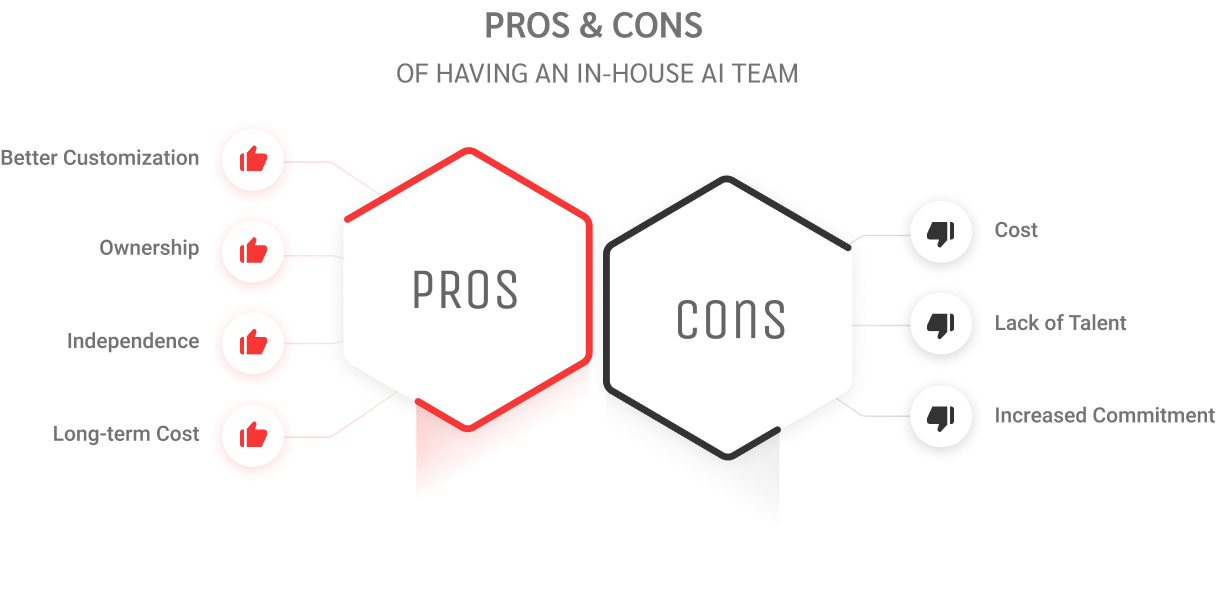 PROS & CONS
OF HAVING AN IN-HOUSE AI TEAM
Better Customization
Ownership
Independence
Long-term Cost
PROS
CONS
Cost
Lack of Talent
Increased Commitment